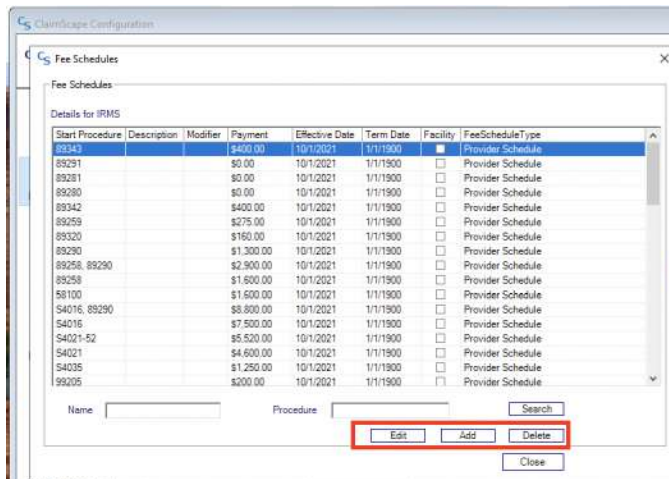 CS ClaimScape Configuration
CS Fee Schedules
Fee Schedules
Details for IRMS
Start Procedure Description Modifier Payment Effective Date Term Date Facility FeeScheduleType
89343 $400.00 10/1/2021 1/1/1900 Provider Schedule
89291 $0.00 10/1/2021 1/1/1900 Provider Schedule
89281 $0.00 10/1/2021 1/1/1900 Provider Schedule
89280 $0.00 10/1/2021 1/1/1900 Provider Schedule
89342 $400.00 10/1/2021 1/1/1900 Provider Schedule
89259 $275.00 10/1/2021 1/1/1900 Provider Schedule
89320 $160.00 10/1/2021 1/1/1900 Provider Schedule
89290 $1,300.00 10/1/2021 1/1/1900 Provider Schedule
89258, 89290 $2,900.00 10/1/2021 1/1/1900 Provider Schedule
89258 $1,600.00 10/1/2021 1/1/1900 Provider Schedule
58100 $1,600.00 10/1/2021 1/1/1900 Provider Schedule
S4016, 89290 $8,800.00 10/1/2021 1/1/1900 Provider Schedule
S4016 $7,500.00 10/1/2021 1/1/1900 Provider Schedule
S4021-52 $5,520.00 10/1/2021 1/1/1900 Provider Schedule
S4021 $4,600.00 10/1/2021 1/1/1900 Provider Schedule
S4035 $1,250.00 10/1/2021 1/1/1900 Provider Schedule
99205 $200.00 10/1/2021 1/1/1900 Provider Schedule
Name Procedure Search
Edit Add Delete
Close